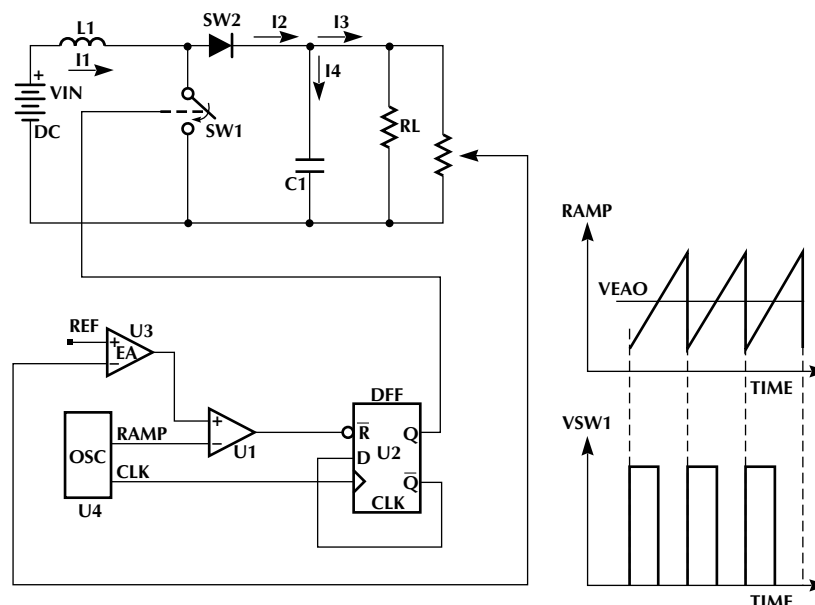 SW2
L1
I2
I3
I1
I4
+
VIN
DC
SW1
RL
C1
REF
U3
+
EA
−
DFF
OSC
RAMP
CLK
U4
+
−
U1
R
D
U2
Q
Q
CLK
RAMP
VEAO
TIME
VSW1
TIME